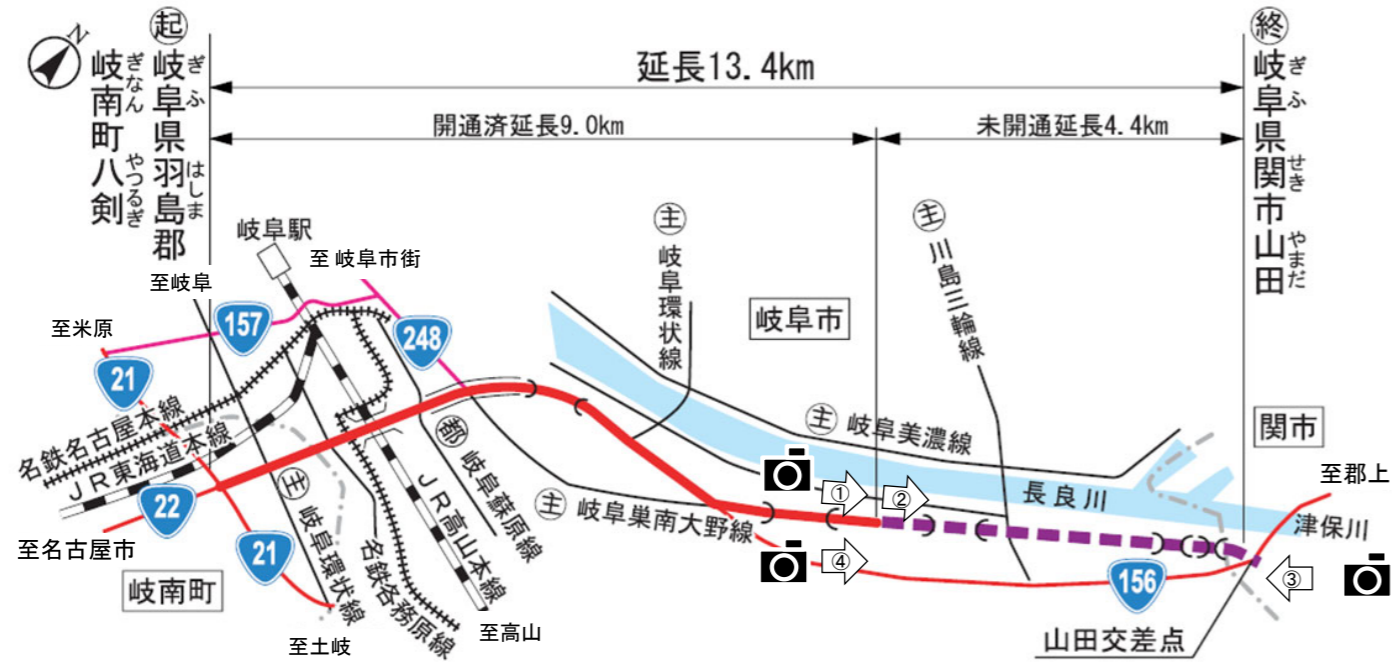 N
起
岐阜県羽島郡
ぎふ
はしま
岐南町八剣
ぎなん
やつるぎ
延長13.4km
開通済延長9.0km
未開通延長4.4km
終
岐阜県関市山田
ぎふ
せき
やまだ
岐阜駅
至岐阜
至 岐阜市街
至米原
157
248
21
名鉄名古屋本線
JR東海道本線
22
至名古屋市
21
岐南町
主 岐阜環状線
至土岐
名鉄各務原線
JR高山本線
至高山
都 岐阜蘇原線
主 岐阜巣南大野線
主 岐阜環状線
岐阜市
主 川島三輪線
主 岐阜美濃線
長良川
①
②
④
③
関市
至郡上
津保川
156
山田交差点